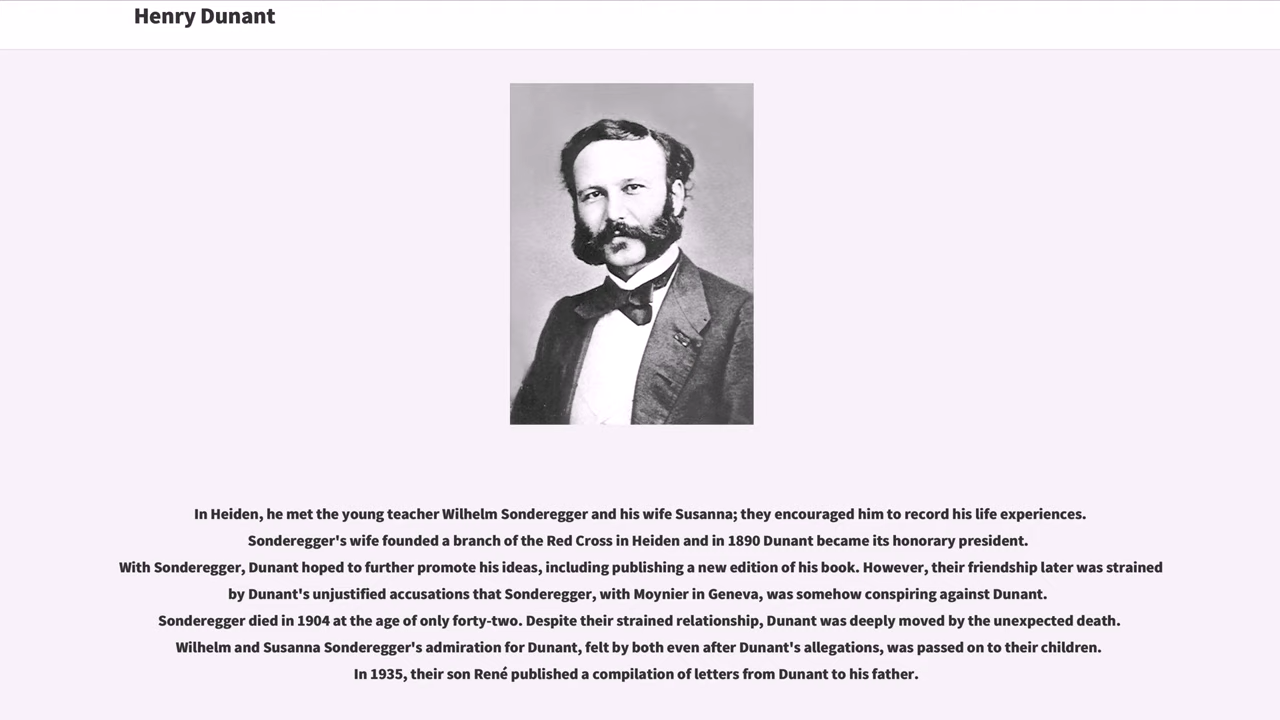 Henry Dunant
In Heiden, he met the young teacher Wilhelm Sonderegger and his wife Susanna; they encouraged him to record his life experiences.
Sonderegger's wife founded a branch of the Red Cross in Heiden and in 1890 Dunant became its honorary president.
With Sonderegger, Dunant hoped to further promote his ideas, including publishing a new edition of his book. However, their friendship later was strained
by Dunant's unjustified accusations that Sonderegger, with Moynier in Geneva, was somehow conspiring against Dunant.
Sonderegger died in 1904 at the age of only forty-two. Despite their strained relationship, Dunant was deeply moved by the unexpected death.
Wilhelm and Susanna Sonderegger's admiration for Dunant, felt by both even after Dunant's allegations, was passed on to their children.
In 1935, their son René published a compilation of letters from Dunant to his father.